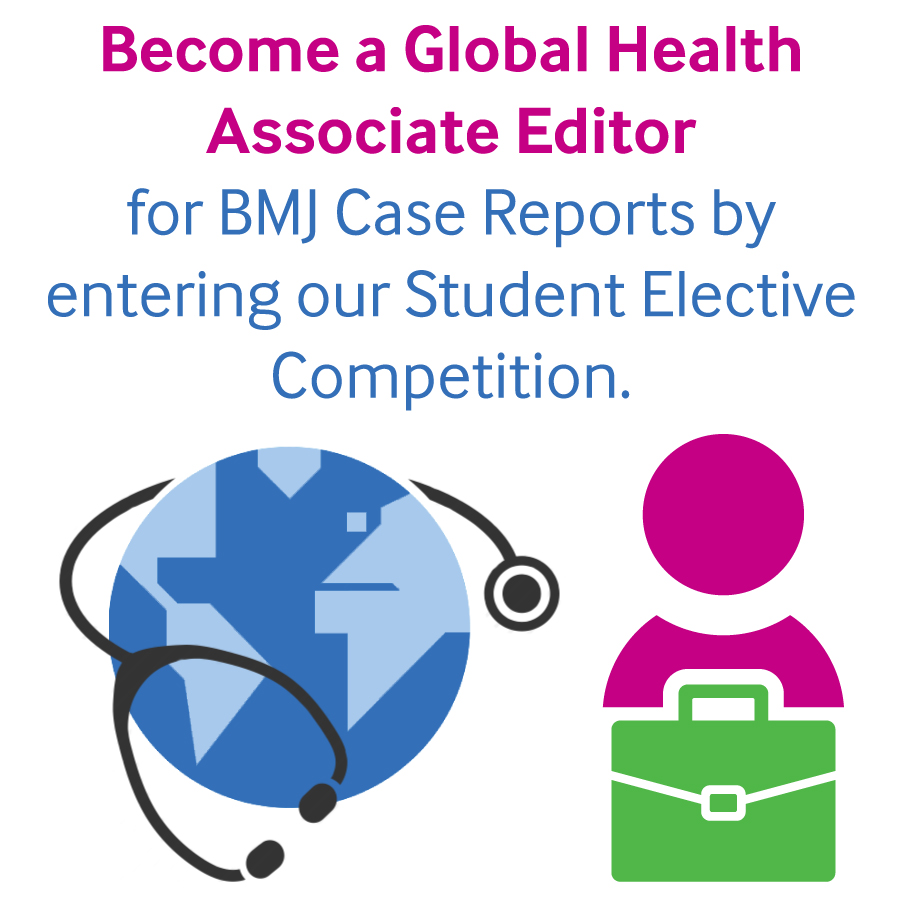 Become a Global Health
Associate Editor
for BMJ Case Reports by
entering our Student Elective
Competition.